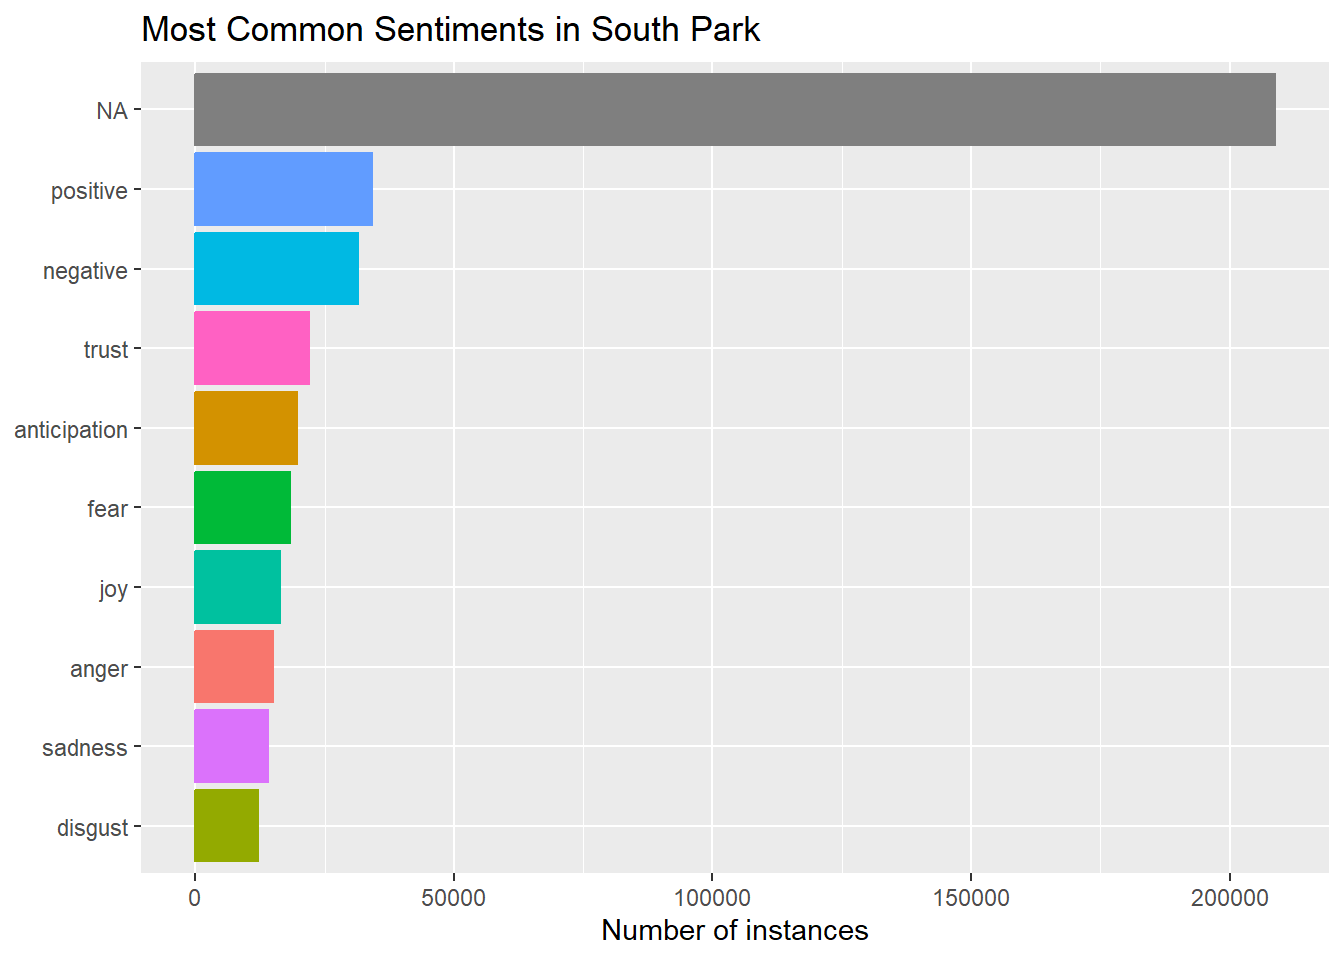 Most Common Sentiments in South Park
NA
positive
negative
trust
anticipation
fear
joy
anger
sadness
disgust
0 50000 100000 150000 200000
Number of instances